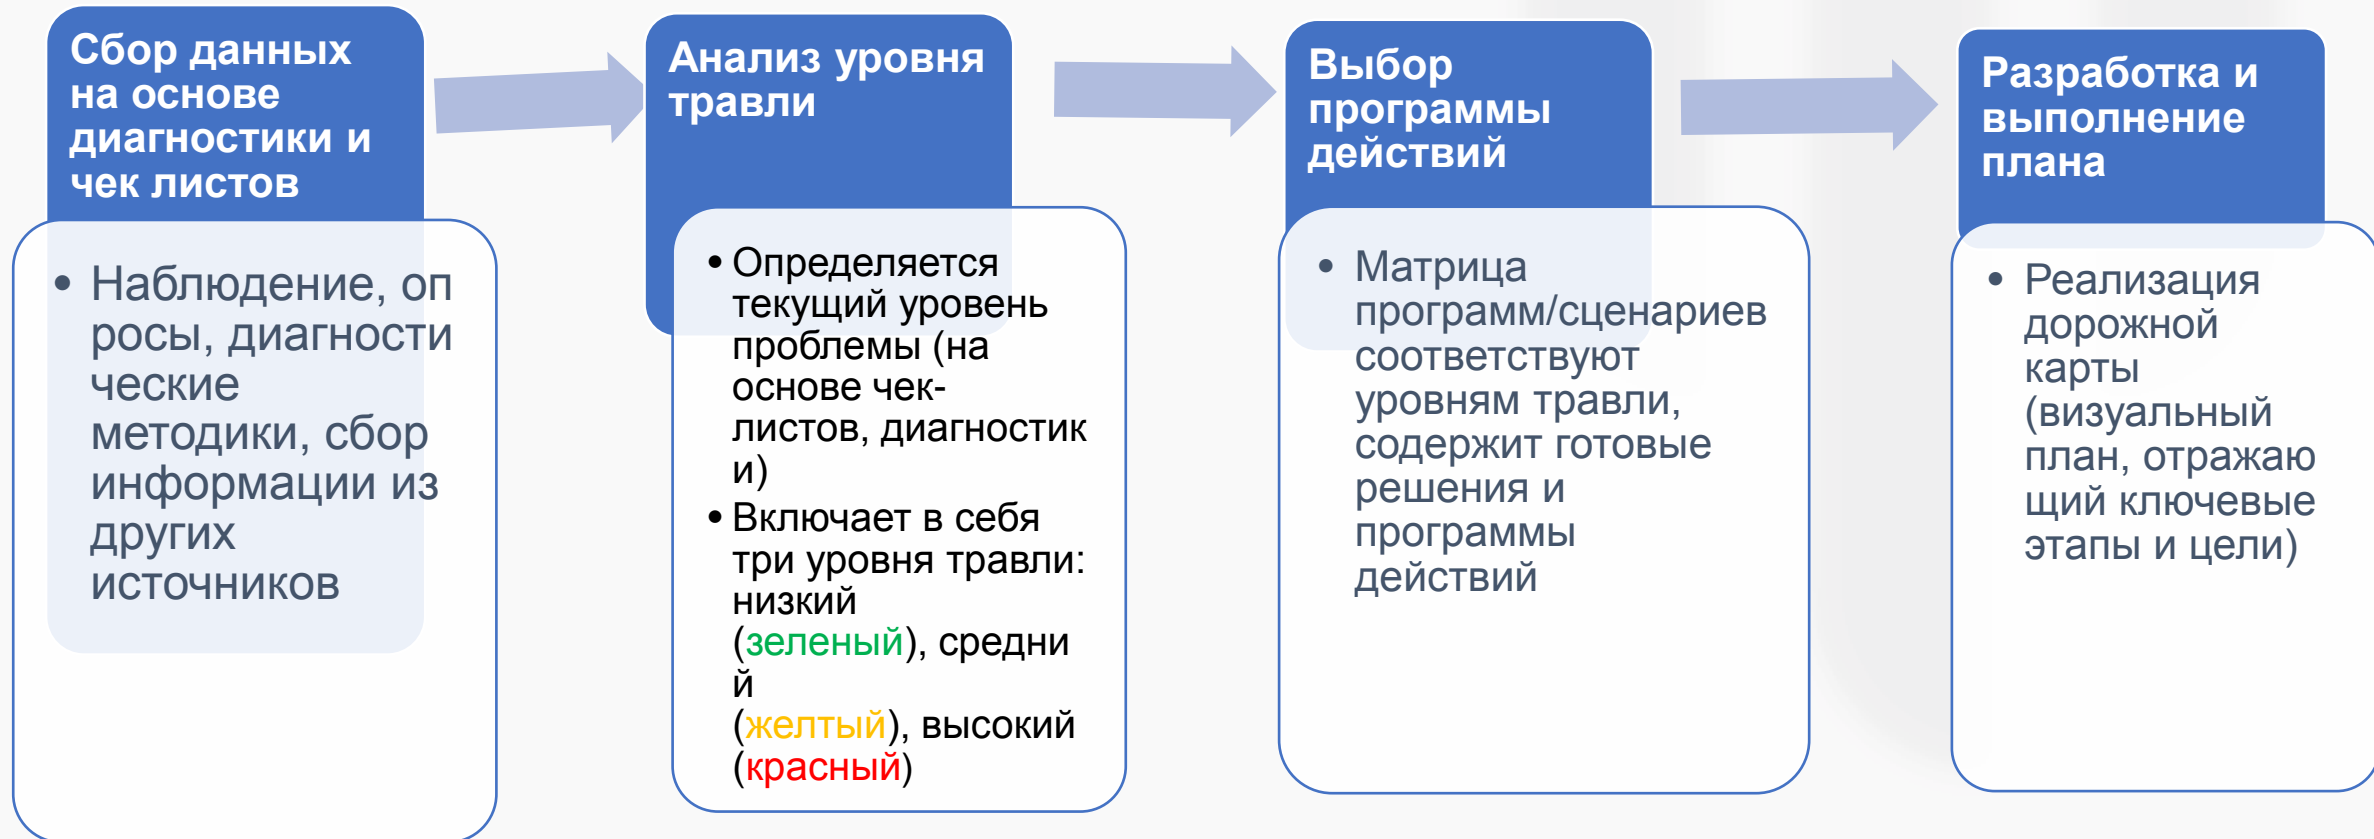 Сбор данных
на основе
диагностики и
чек листов
• Наблюдение, оп
росы, диагности
ческие
методики, сбор
информации из
других
источников
Анализ уровня
травли
• Определяется
текущий уровень
проблемы (на
основе чек-
листов, диагностик
и)
• Включает в себя
три уровня травли:
низкий
(зеленый), средни
й
(желтый), высокий
(красный)
Выбор
программы
действий
• Матрица
программ/сценариев
соответствуют
уровням травли,
содержит готовые
решения и
программы
действий
Разработка и
выполнение
плана
• Реализация
дорожной
карты
(визуальный
план, отражаю
щий ключевые
этапы и цели)